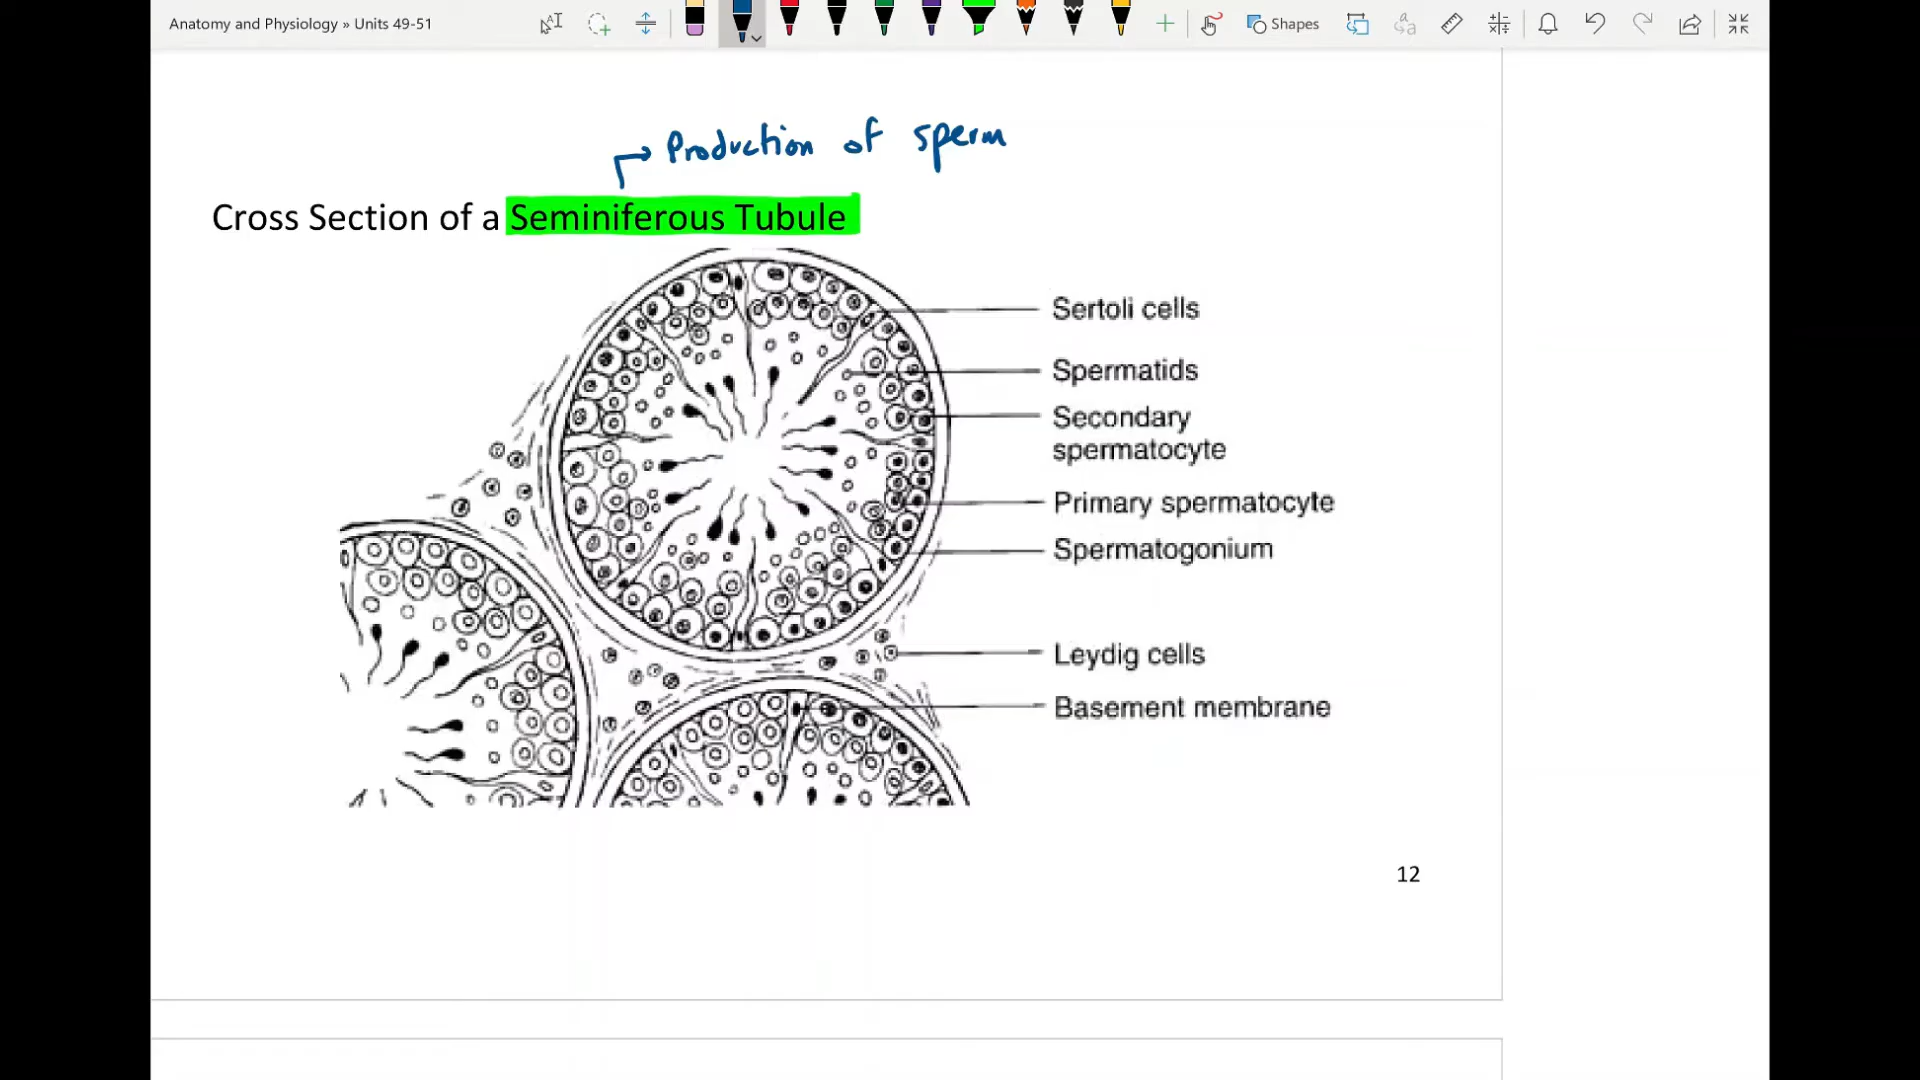 Anatomy and Physiology » Units 49-51
Shapes
Production of sperm
Cross Section of a Seminiferous Tubule
Sertoli cells
Spermatids
Secondary
spermatocyte
Primary spermatocyte
Spermatogonium
Leydig cells
Basement membrane
12